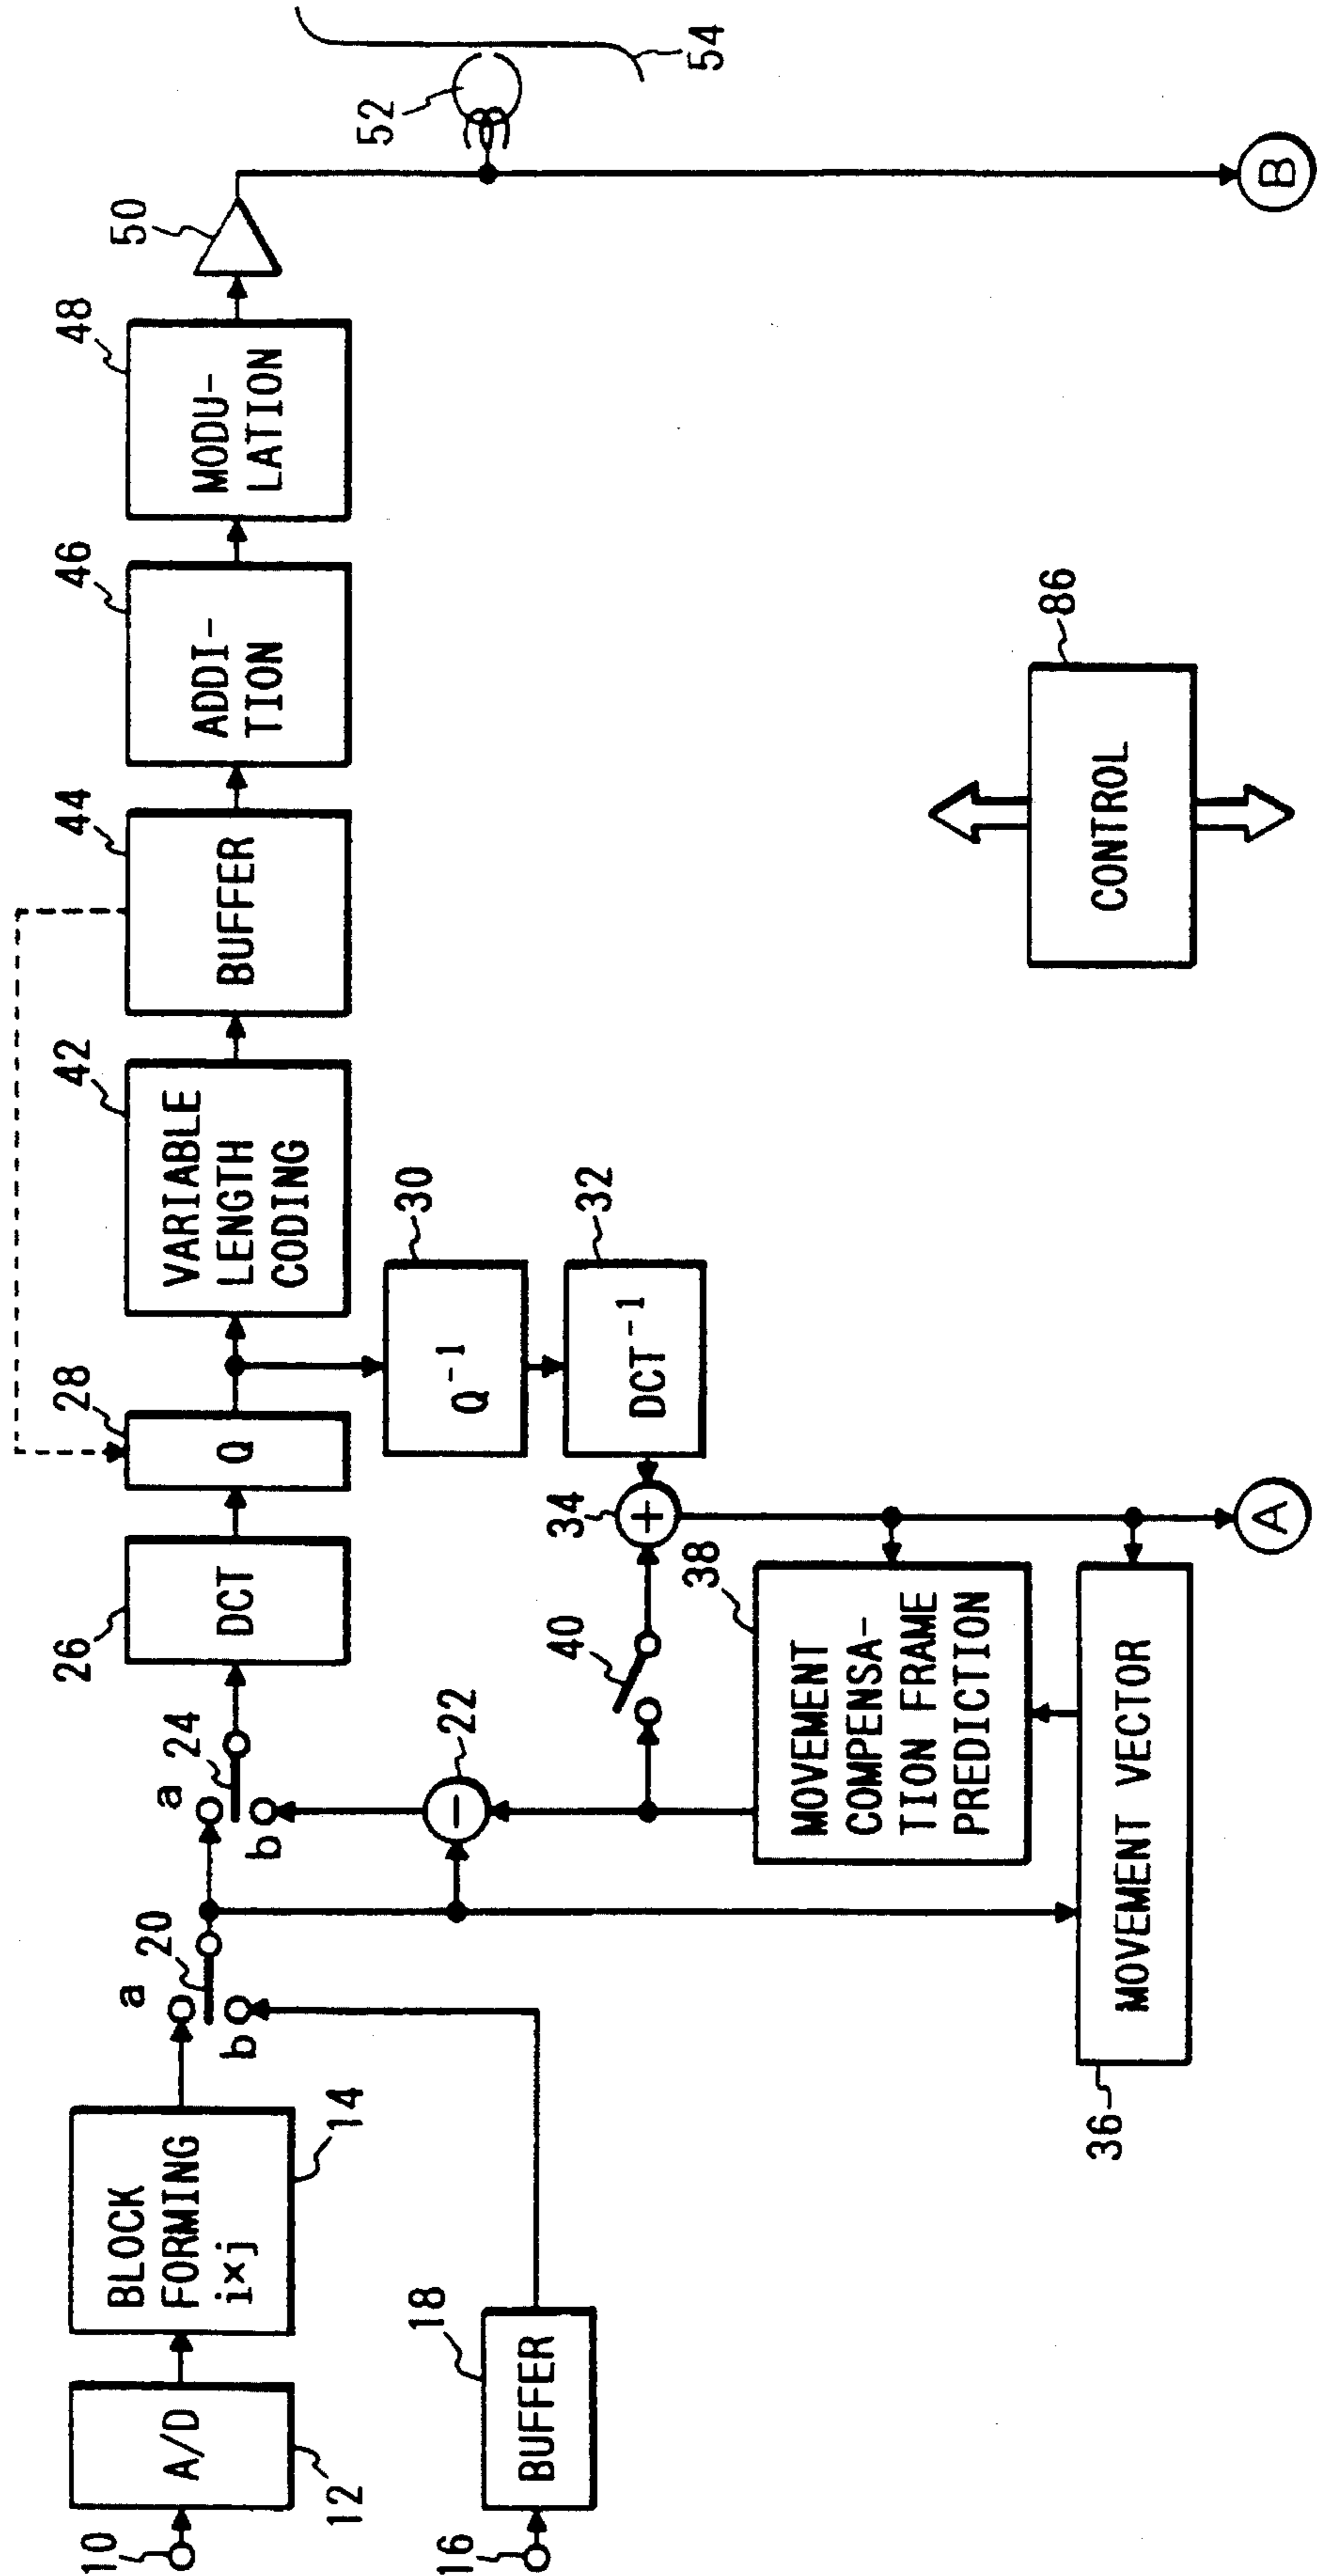 10
A/D
12
BLOCK
FORMING
i×j
14
16
BUFFER
18
a
b
20
a
b
24
22
26
DCT
28
Q
VARIABLE
LENGTH
CODING
42
BUFFER
44
ADDI-
TION
46
MODU-
LATION
48
50
52
54
Q⁻¹
30
DCT⁻¹
32
34
+
−
40
38
MOVEMENT
COMPENSA-
TION FRAME
PREDICTION
MOVEMENT VECTOR
36
A
B
CONTROL
86